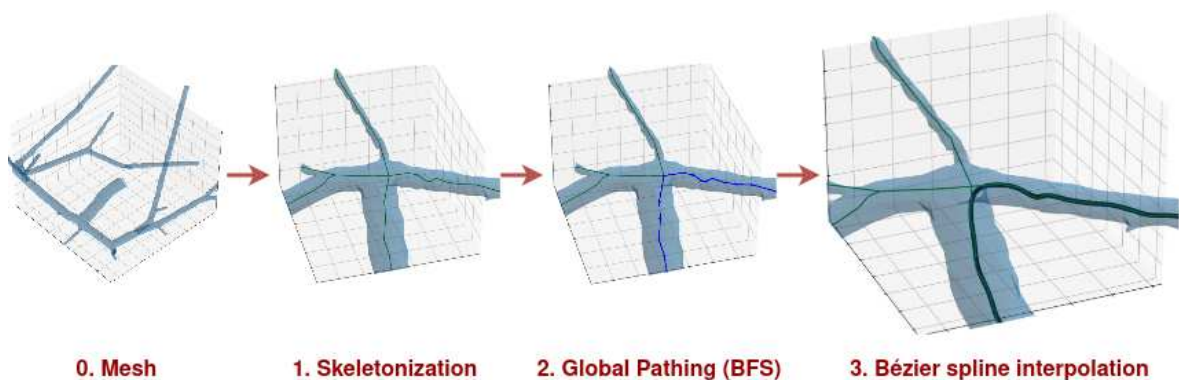 0. Mesh
1. Skeletonization
2. Global Pathing (BFS)
3. Bézier spline interpolation